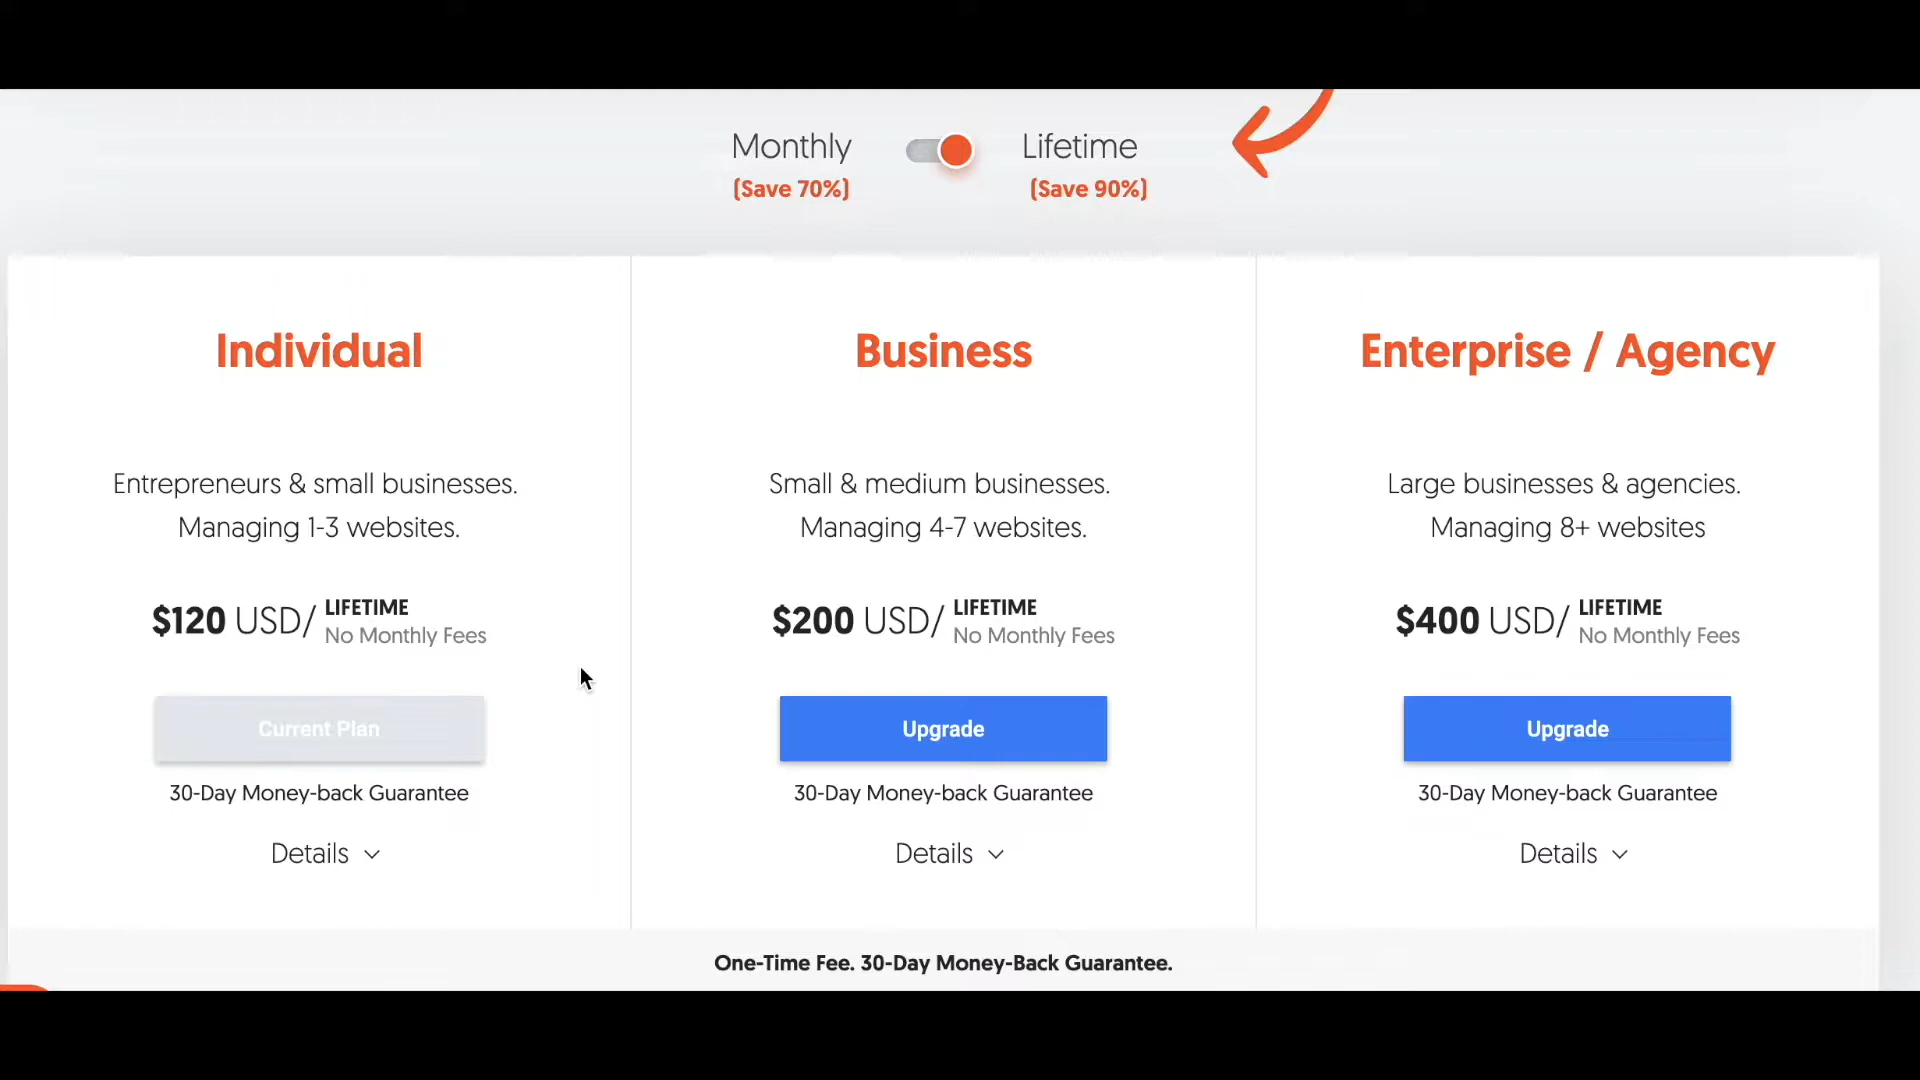 Monthly
(Save 70%)
Lifetime
(Save 90%)
Individual
Entrepreneurs & small businesses.
Managing 1-3 websites.
$120 USD/ LIFETIME
No Monthly Fees
Current Plan
30-Day Money-back Guarantee
Details
Business
Small & medium businesses.
Managing 4-7 websites.
$200 USD/ LIFETIME
No Monthly Fees
Upgrade
30-Day Money-back Guarantee
Details
Enterprise / Agency
Large businesses & agencies.
Managing 8+ websites
$400 USD/ LIFETIME
No Monthly Fees
Upgrade
30-Day Money-back Guarantee
Details
One-Time Fee. 30-Day Money-Back Guarantee.